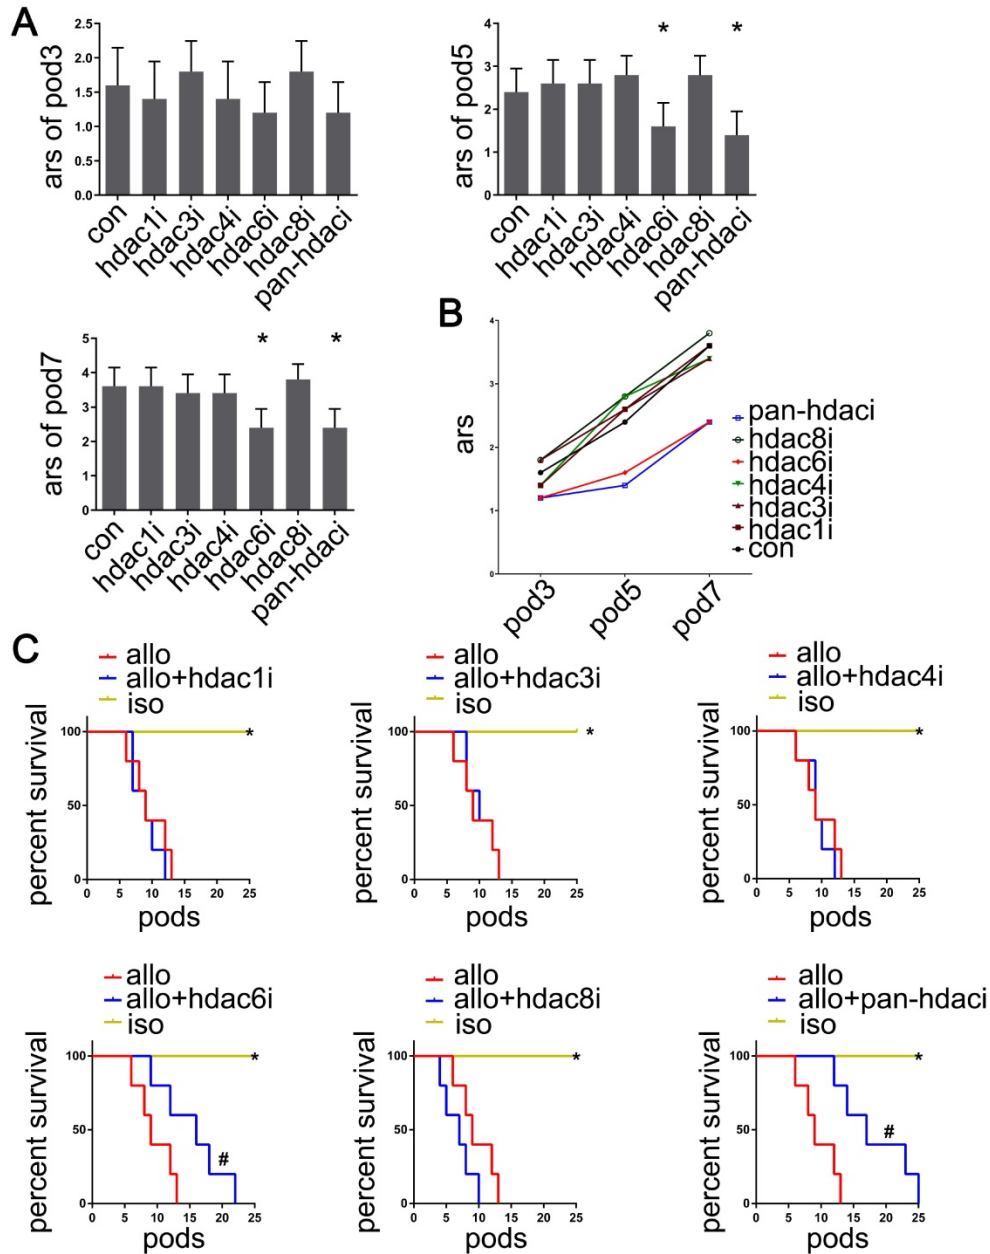 A
ars of pod3
2.5
2.0
1.5
1.0
0.5
0.0
con
hdac1i
hdac3i
hdac4i
hdac6i
hdac8i
pan-hdaci
ars of pod5
4
3
2
1
0
* *
con
hdac1i
hdac3i
hdac4i
hdac6i
hdac8i
pan-hdaci
ars of pod7
5
4
3
2
1
0
* *
con
hdac1i
hdac3i
hdac4i
hdac6i
hdac8i
pan-hdaci
B
ars
4
3
2
1
0
pod3
pod5
pod7
pan-hdaci
hdac8i
hdac6i
hdac4i
hdac3i
hdac1i
con
C
allo
allo+hdac1i
iso
percent survival
100
50
0
*
0 5 10 15 20 25
pods
allo
allo+hdac3i
iso
percent survival
100
50
0
*
0 5 10 15 20 25
pods
allo
allo+hdac4i
iso
percent survival
100
50
0
*
0 5 10 15 20 25
pods
allo
allo+hdac6i
iso
percent survival
100
50
0
*
#
0 5 10 15 20 25
pods
allo
allo+hdac8i
iso
percent survival
100
50
0
*
0 5 10 15 20 25
pods
allo
allo+pan-hdaci
iso
percent survival
100
50
0
*
#
0 5 10 15 20 25
pods